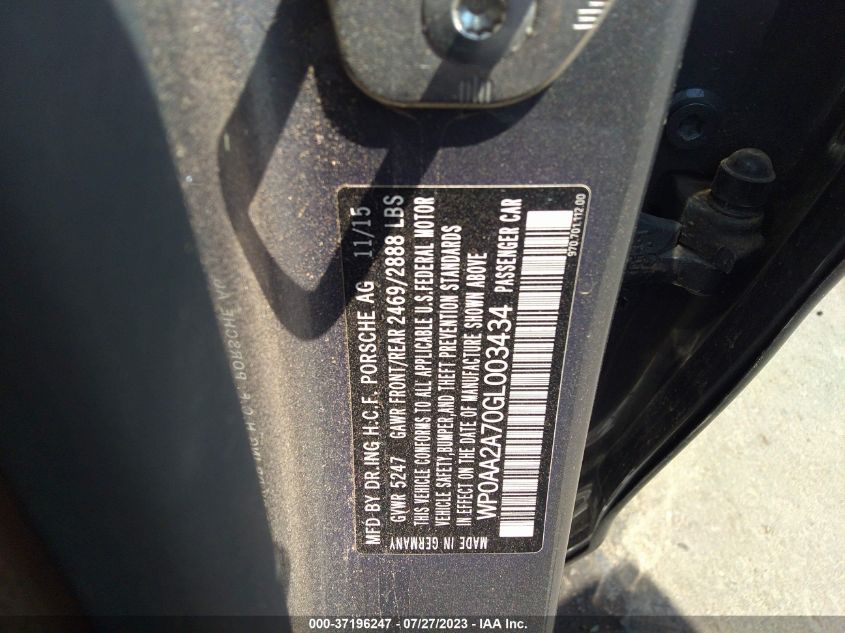 MFD BY DR.ING H.C.F. PORSCHE AG 11/15
GVWR 5247 GAWR FRONT/REAR 2469/2888 LBS
THIS VEHICLE CONFORMS TO ALL APPLICABLE U.S.FEDERAL MOTOR
VEHICLE SAFETY,BUMPER,AND THEFT PREVENTION STANDARDS
IN EFFECT ON THE DATE OF MANUFACTURE SHOWN ABOVE
WP0AA2A70GL003434 PASSENGER CAR
MADE IN GERMANY
970.701.112.00
000-37196247 / 07/27/2023 - IAA Inc.